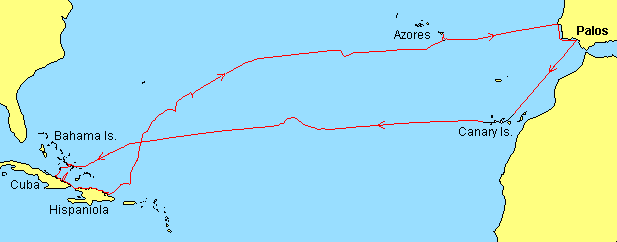 Azores
Palos
Bahama Is.
Canary Is.
Cuba
Hispaniola